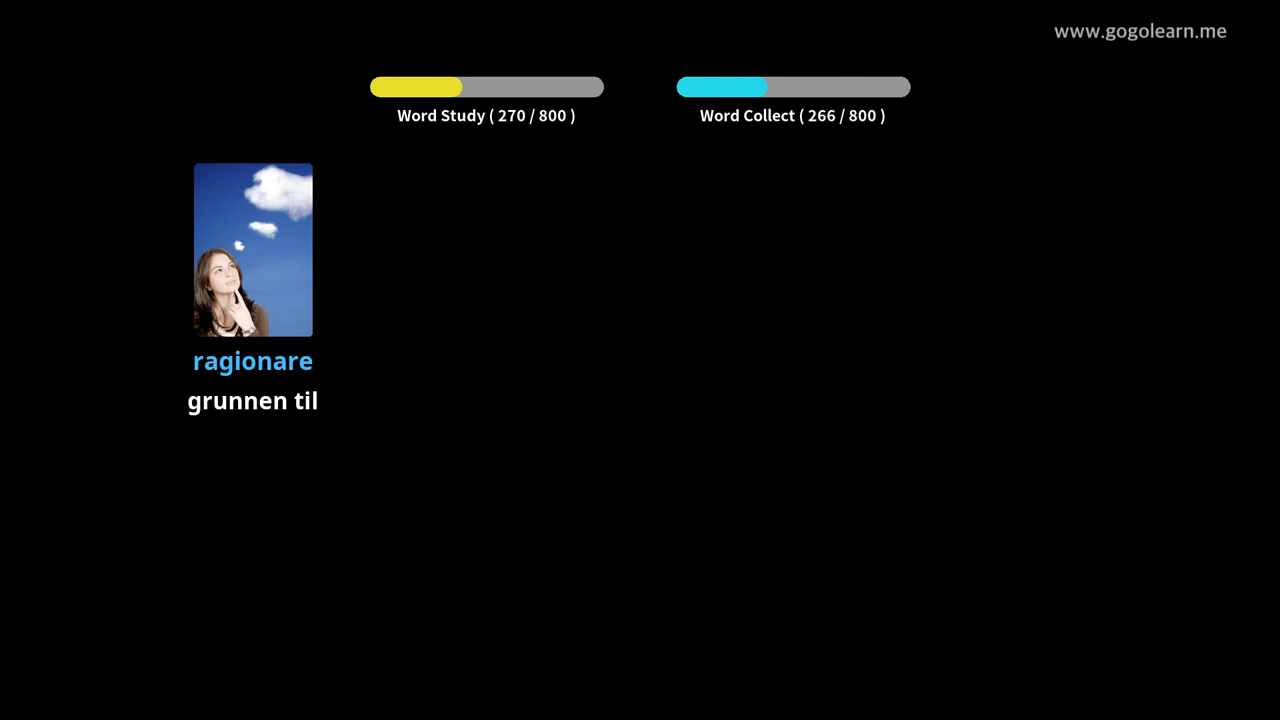 www.gogolearn.me
Word Study ( 270 / 800 )
Word Collect ( 266 / 800 )
ragionare
grunnen til